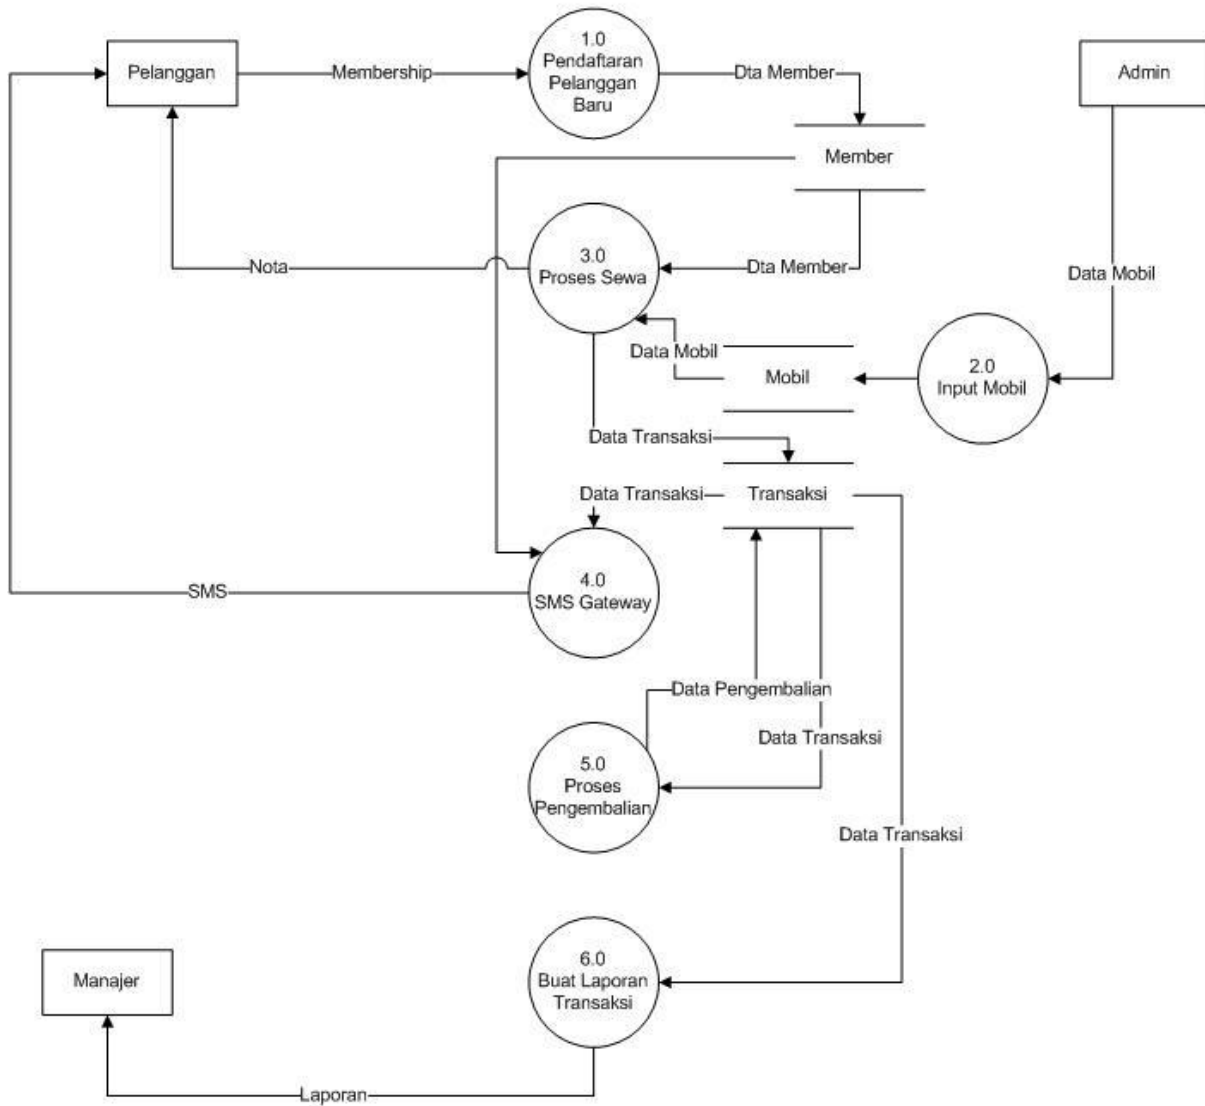 1.0
Pendaftaran
Pelanggan
Baru
Pelanggan
Membership
Dta Member
Admin
Member
3.0
Proses Sewa
Nota
Dta Member
Data Mobil
Data Mobil
Mobil
2.0
Input Mobil
Data Transaksi
Data Transaksi
Transaksi
4.0
SMS Gateway
SMS
Data Pengembalian
Data Transaksi
5.0
Proses
Pengembalian
Data Transaksi
6.0
Buat Laporan
Transaksi
Manajer
Laporan